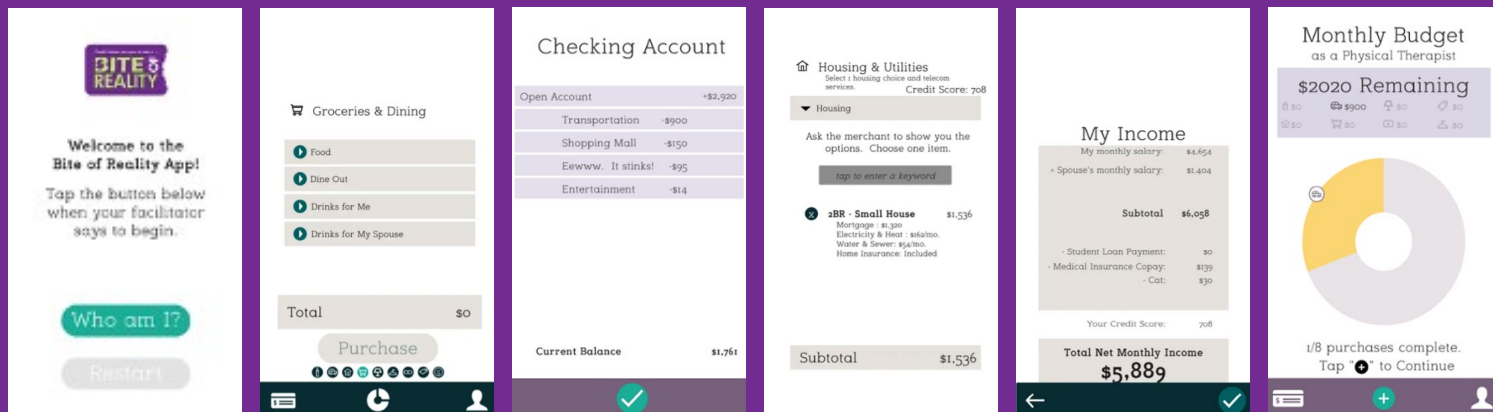 BITE OF
REALITY
Welcome to the
Bite of Reality App!
Tap the button below
when your facilitator
says to begin.
Who am I?
Restart
Groceries & Dining
Food
Dine Out
Drinks for Me
Drinks for My Spouse
Total $0
Purchase
Checking Account
Open Account +$2,920
Transportation -$900
Shopping Mall -$150
Eewww. It stinks! -$95
Entertainment -$14
Current Balance $1,761
Housing & Utilities
Select 1 housing choice and telecom
services.
Credit Score: 708
Housing
Ask the merchant to show you the
options. Choose one item.
tap to enter a keyword
x 2BR - Small House $1,536
Mortgage : $1,320
Electricity & Heat : $162/mo.
Water & Sewer: $54/mo.
Home Insurance: Included
Subtotal $1,536
My Income
My monthly salary: $4,654
+ Spouse's monthly salary: $1,404
Subtotal $6,058
- Student Loan Payment: $0
- Medical Insurance Copay: $139
- Cat: $30
Your Credit Score: 708
Total Net Monthly Income
$5,889
Monthly Budget
as a Physical Therapist
$2020 Remaining
$0 $900 $0 $0
$0 $0 $0 $0
1/8 purchases complete.
Tap "+" to Continue